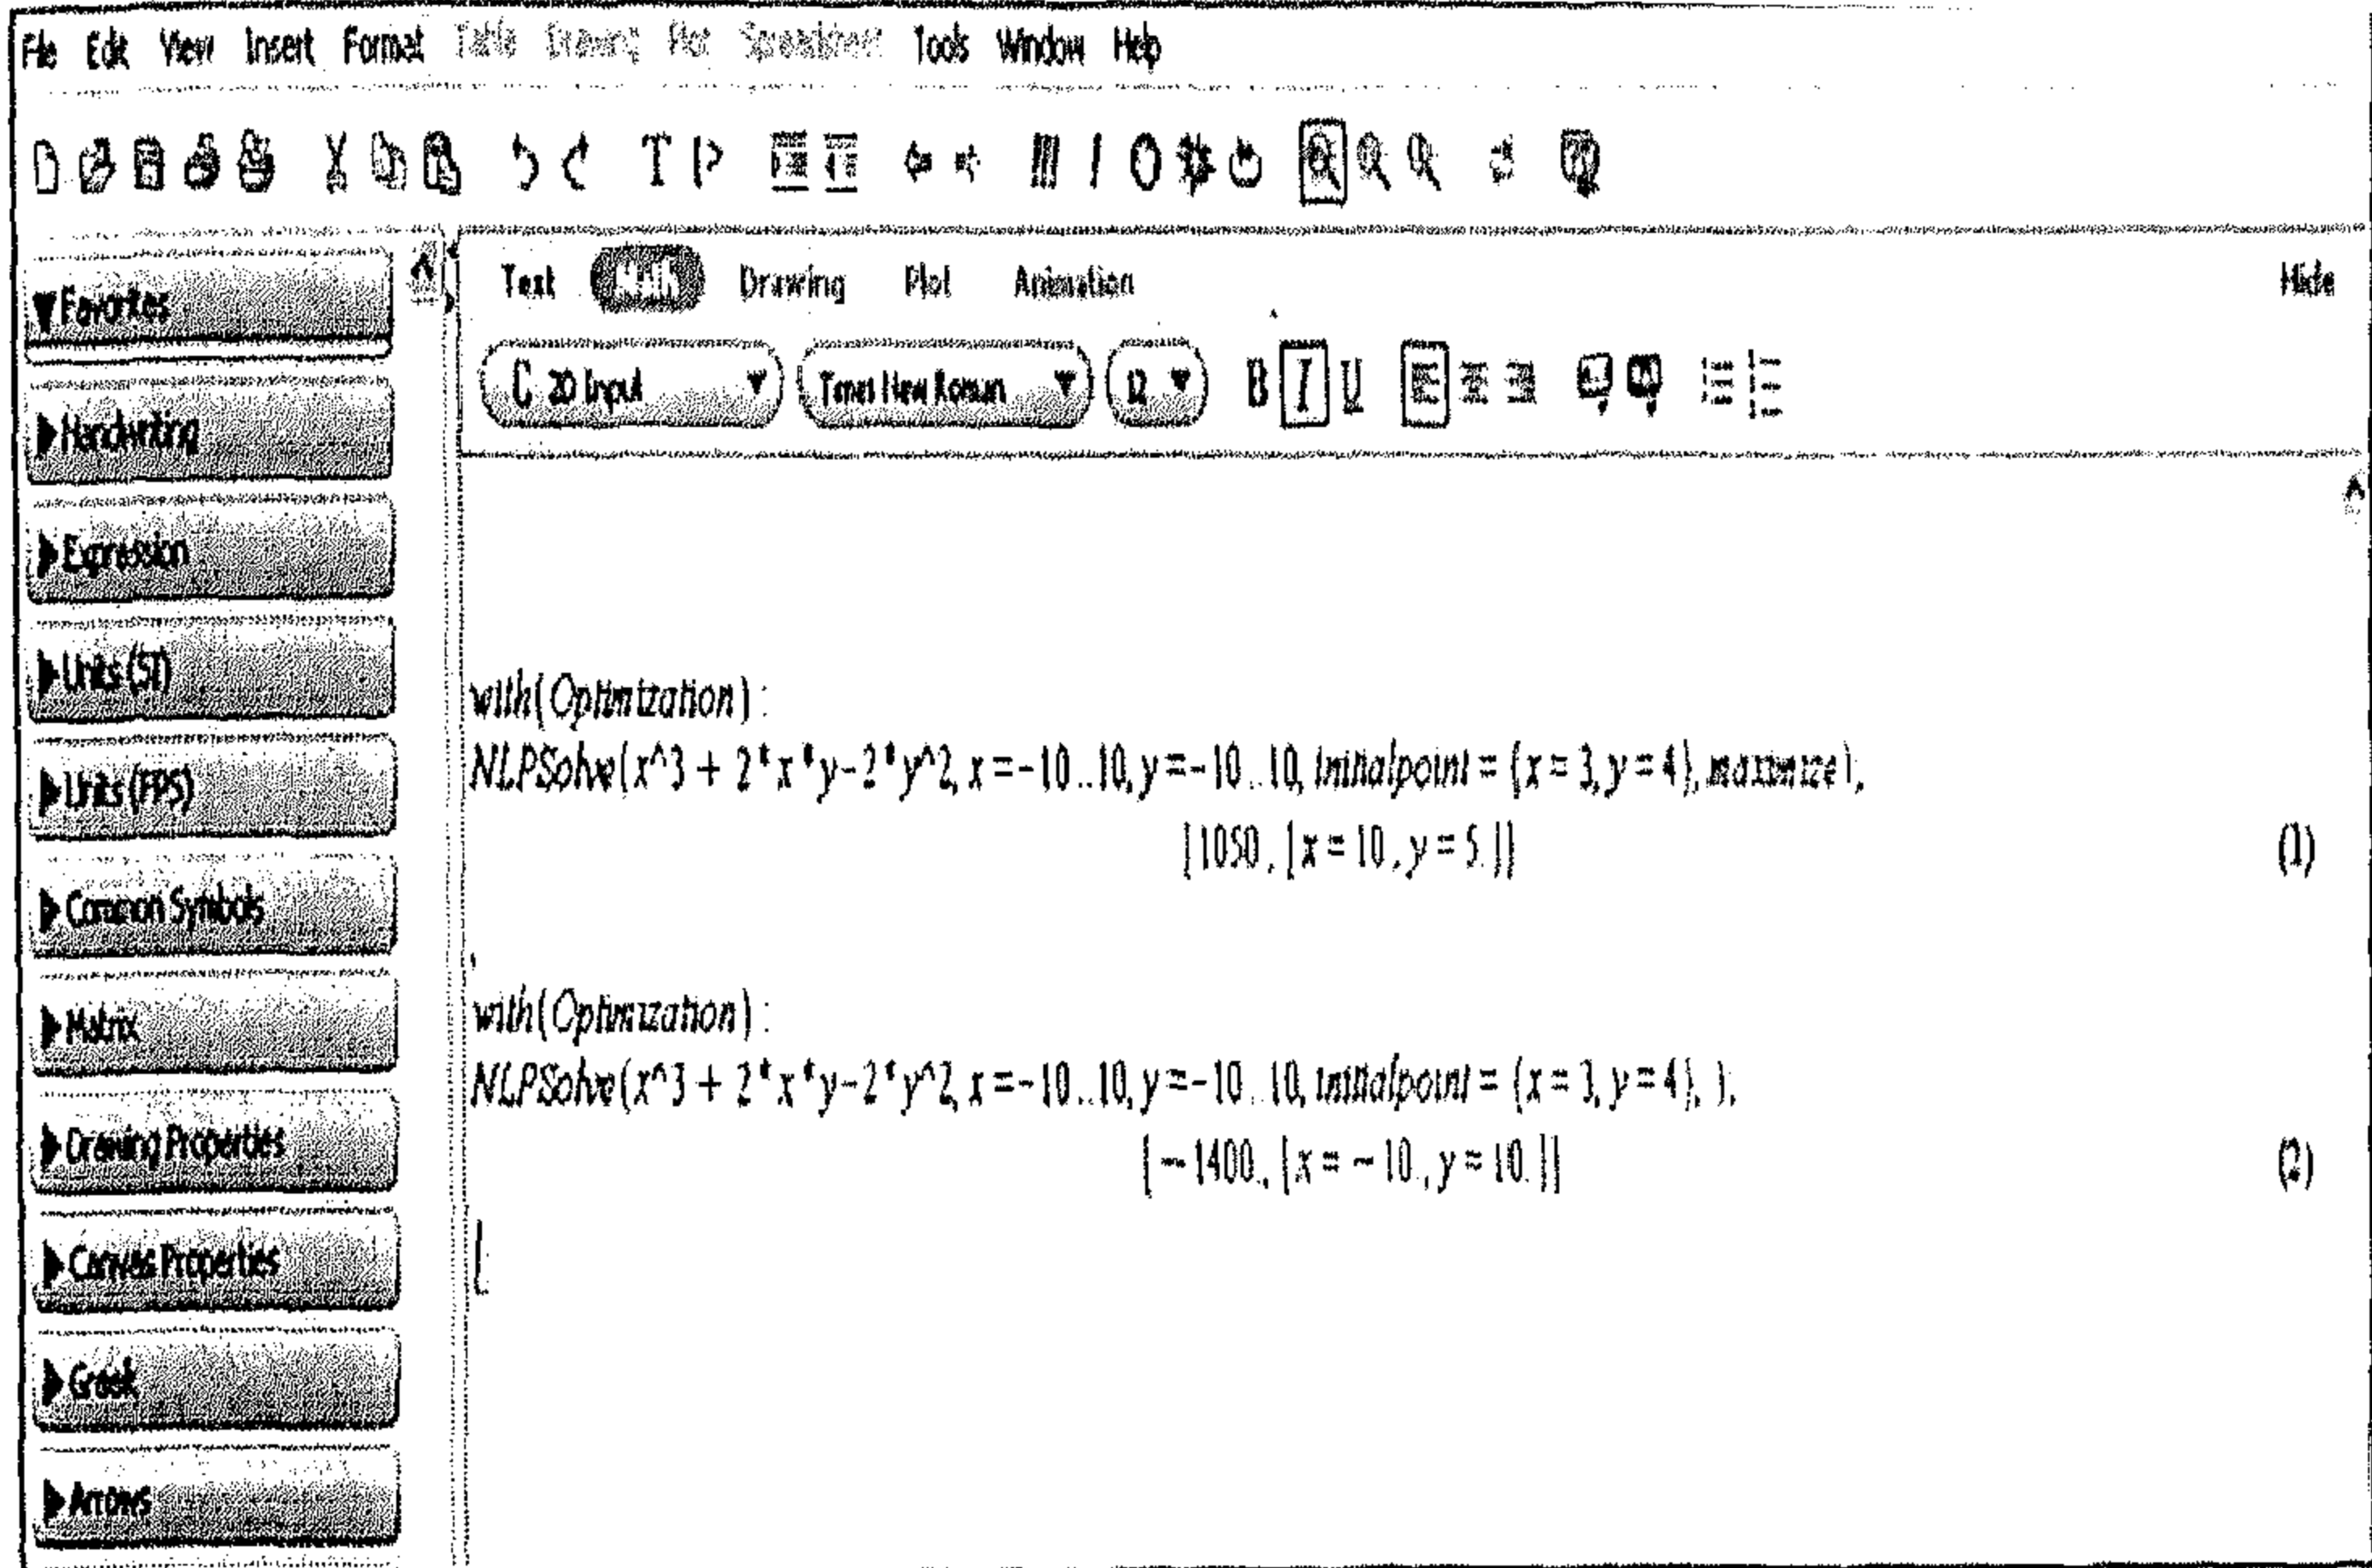 File Edit View Insert Format Table Drawing Plot Spreadsheet Tools Window Help
Text Math Drawing Plot Animation Hide
C 2D Input Times New Roman 12 B I U
Favorites
Handwriting
Expression
Units (SI)
Units (FPS)
Common Symbols
Matrix
Drawing Properties
Canvas Properties
Greek
Arrows
with(Optimization) :
NLPSolve(x^3 + 2*x*y-2*y^2, x=-10..10, y=-10..10, initialpoint = {x=3, y=4}, maximize);
[1050., [x = 10., y = 5.]] (1)
with(Optimization) :
NLPSolve(x^3 + 2*x*y-2*y^2, x=-10..10, y=-10..10, initialpoint = {x=3, y=4}, );
[-1400., [x = -10., y = 10.]] (2)